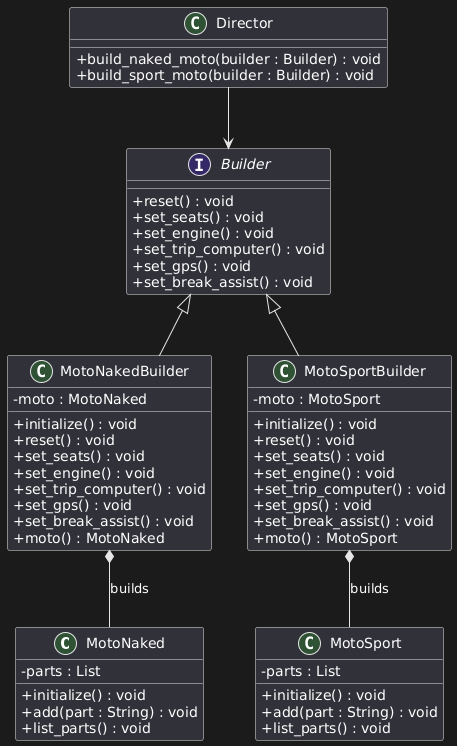 C Director
+build_naked_moto(builder : Builder) : void
+build_sport_moto(builder : Builder) : void
I Builder
+reset() : void
+set_seats() : void
+set_engine() : void
+set_trip_computer() : void
+set_gps() : void
+set_break_assist() : void
C MotoNakedBuilder
-moto : MotoNaked
+initialize() : void
+reset() : void
+set_seats() : void
+set_engine() : void
+set_trip_computer() : void
+set_gps() : void
+set_break_assist() : void
+moto() : MotoNaked
C MotoSportBuilder
-moto : MotoSport
+initialize() : void
+reset() : void
+set_seats() : void
+set_engine() : void
+set_trip_computer() : void
+set_gps() : void
+set_break_assist() : void
+moto() : MotoSport
builds
builds
C MotoNaked
-parts : List
+initialize() : void
+add(part : String) : void
+list_parts() : void
C MotoSport
-parts : List
+initialize() : void
+add(part : String) : void
+list_parts() : void